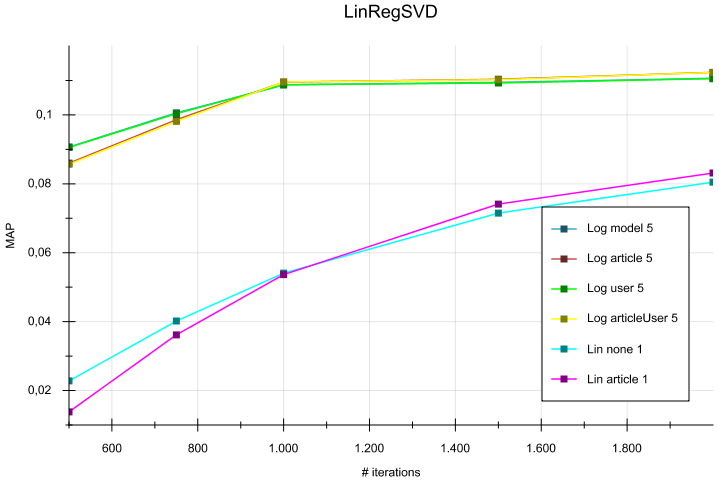 LinRegSVD
0,1
0,08
0,06
0,04
0,02
MAP
600
800
1.000
1.200
1.400
1.600
1.800
# iterations
Log model 5
Log article 5
Log user 5
Log articleUser 5
Lin none 1
Lin article 1